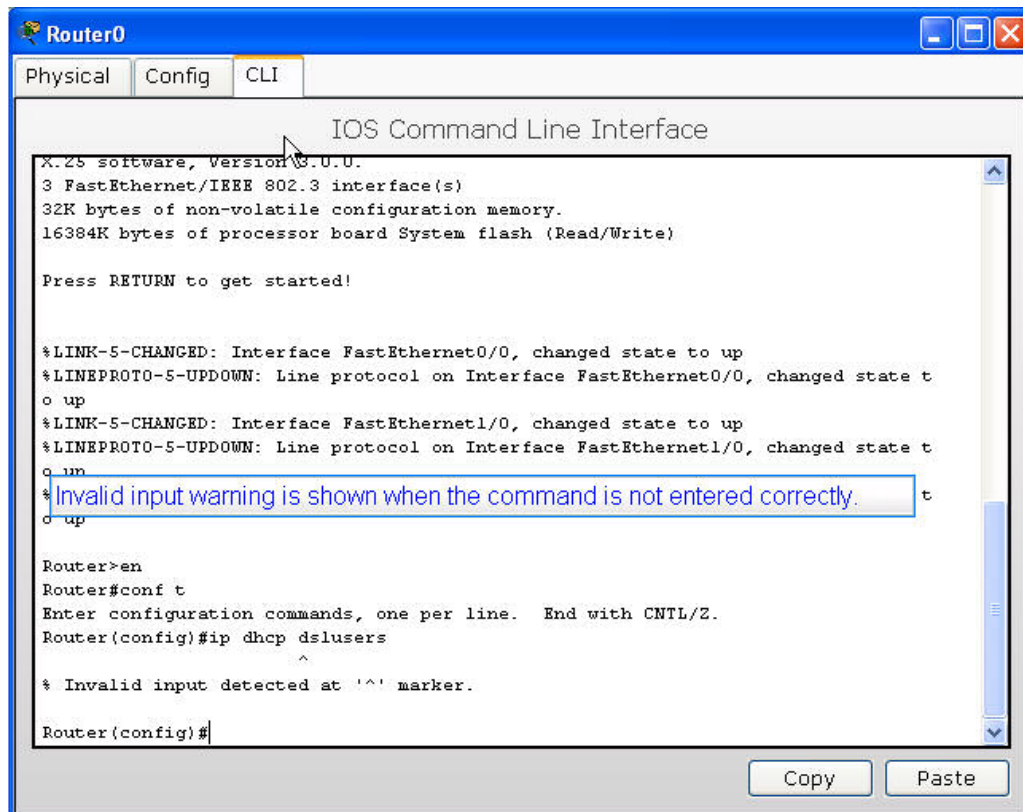 Router0
Physical Config CLI
IOS Command Line Interface
X.25 software, Version 3.0.0.
3 FastEthernet/IEEE 802.3 interface(s)
32K bytes of non-volatile configuration memory.
16384K bytes of processor board System flash (Read/Write)
Press RETURN to get started!
%LINK-5-CHANGED: Interface FastEthernet0/0, changed state to up
%LINEPROTO-5-UPDOWN: Line protocol on Interface FastEthernet0/0, changed state t
o up
%LINK-5-CHANGED: Interface FastEthernet1/0, changed state to up
%LINEPROTO-5-UPDOWN: Line protocol on Interface FastEthernet1/0, changed state t
o up
Invalid input warning is shown when the command is not entered correctly.
% t
o up
Router>en
Router#conf t
Enter configuration commands, one per line.  End with CNTL/Z.
Router(config)#ip dhcp dslusers
^
% Invalid input detected at '^' marker.
Router(config)#
Copy Paste